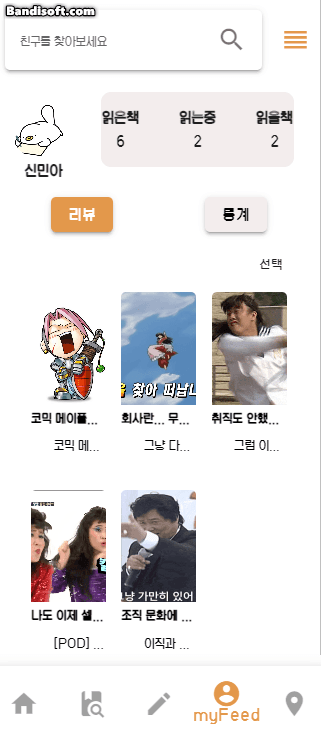 Bandisoft.com
친구를 찾아보세요
읽은책 읽는중 읽을책
6 2 2
신민아
리뷰 통계
선택
찾아 떠납니
코믹 메이플... 회사란... 무... 취직도 안했...
코믹 메... 그냥 다... 그럼 이...
그냥 가만히 있어
나도 이제 셀... 조직 문화에 ...
[POD] ... 이직과 ...
myFeed